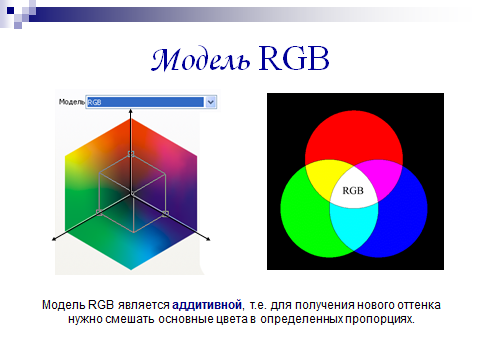 Модель RGB
Модель RGB
RGB
Модель RGB является аддитивной, т.е. для получения нового оттенка
нужно смешать основные цвета в определенных пропорциях.